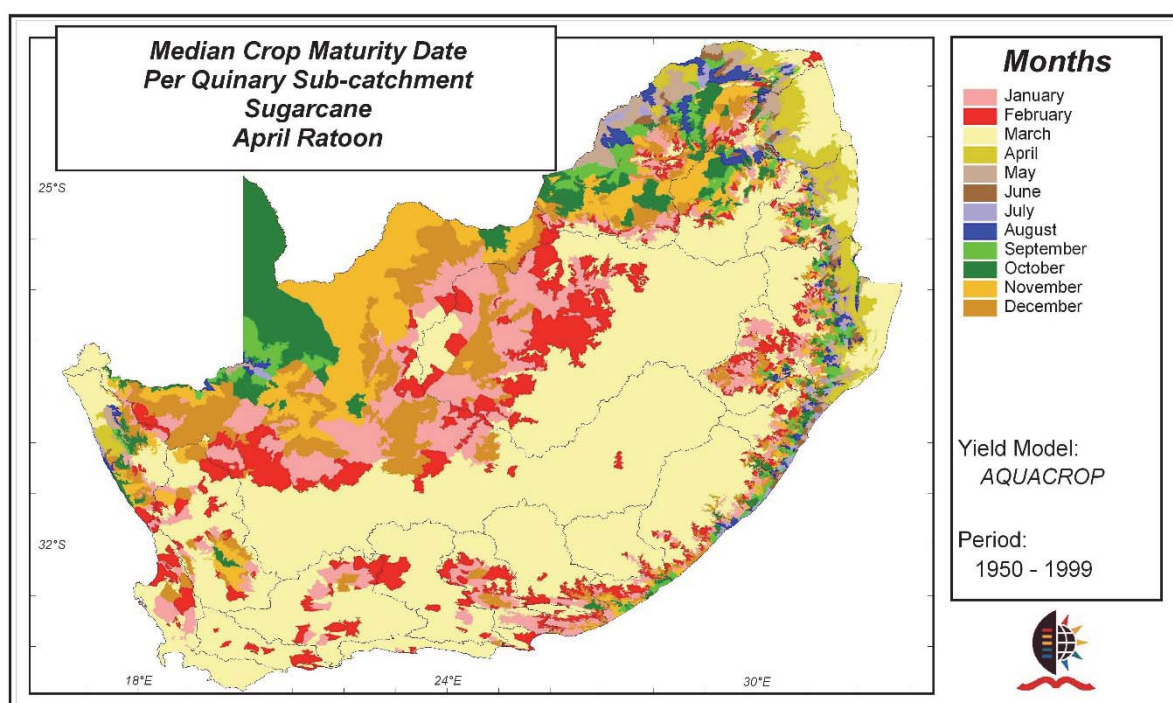 Median Crop Maturity Date
Per Quinary Sub-catchment
Sugarcane
April Ratoon
25°S
32°S
18°E
24°E
30°E
Months
January
February
March
April
May
June
July
August
September
October
November
December
Yield Model:
AQUACROP
Period:
1950 - 1999